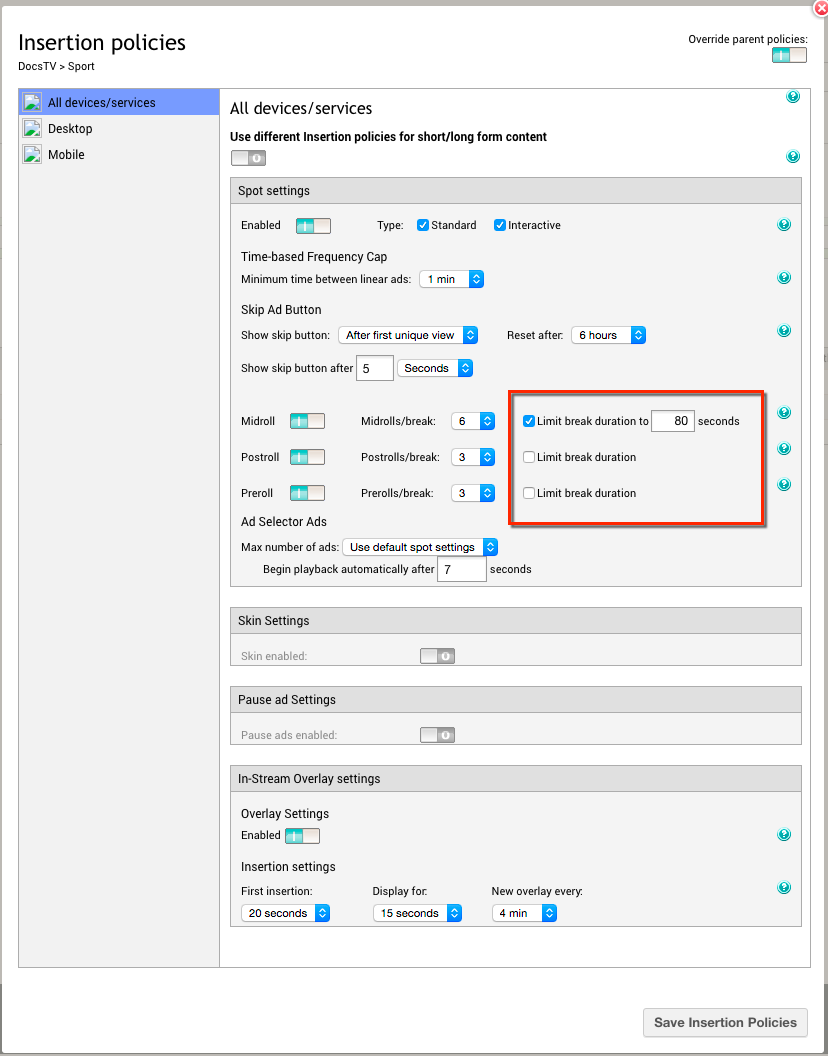 Insertion policies
Override parent policies:
DocsTV > Sport
All devices/services
Desktop
Mobile
All devices/services
Use different Insertion policies for short/long form content
Spot settings
Enabled Type: Standard Interactive
Time-based Frequency Cap
Minimum time between linear ads: 1 min
Skip Ad Button
Show skip button: After first unique view Reset after: 6 hours
Show skip button after 5 Seconds
Midroll Midrolls/break: 6 Limit break duration to 80 seconds
Postroll Postrolls/break: 3 Limit break duration
Preroll Prerolls/break: 3 Limit break duration
Ad Selector Ads
Max number of ads: Use default spot settings
Begin playback automatically after 7 seconds
Skin Settings
Skin enabled:
Pause ad Settings
Pause ads enabled:
In-Stream Overlay settings
Overlay Settings
Enabled
Insertion settings
First insertion: Display for: New overlay every:
20 seconds 15 seconds 4 min
Save Insertion Policies